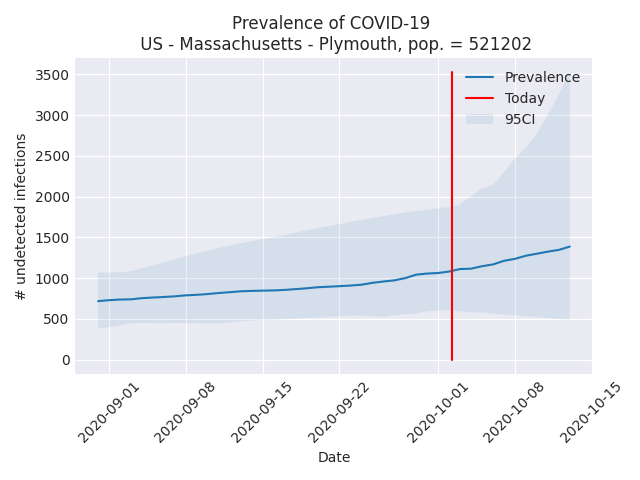 Prevalence of COVID-19
US - Massachusetts - Plymouth, pop. = 521202
3500
3000
2500
2000
1500
1000
500
0
# undetected infections
Prevalence
Today
95CI
2020-09-01
2020-09-08
2020-09-15
2020-09-22
2020-10-01
2020-10-08
2020-10-15
Date